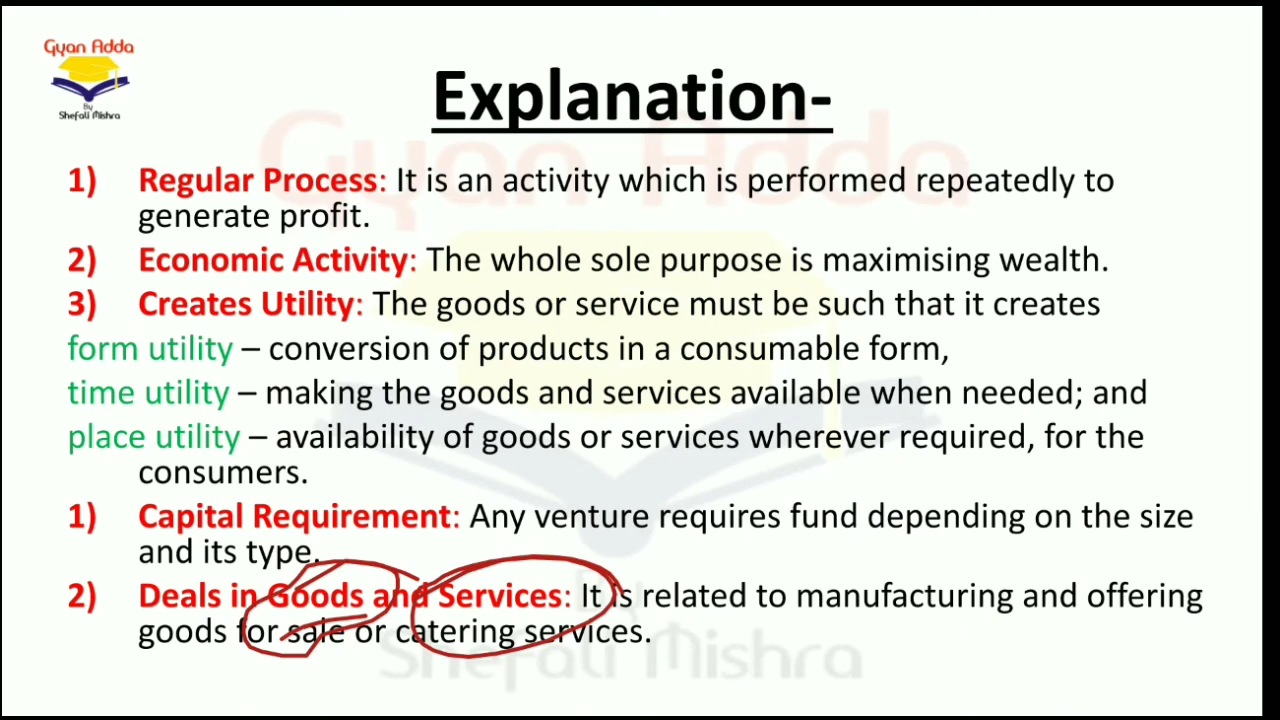 Gyan Adda
By
Shefali Mishra
Explanation-
1) Regular Process: It is an activity which is performed repeatedly to
generate profit.
2) Economic Activity: The whole sole purpose is maximising wealth.
3) Creates Utility: The goods or service must be such that it creates
form utility – conversion of products in a consumable form,
time utility – making the goods and services available when needed; and
place utility – availability of goods or services wherever required, for the
consumers.
1) Capital Requirement: Any venture requires fund depending on the size
and its type.
2) Deals in Goods and Services: It is related to manufacturing and offering
goods for sale or catering services.
Gyan Adda
By
Shefali Mishra